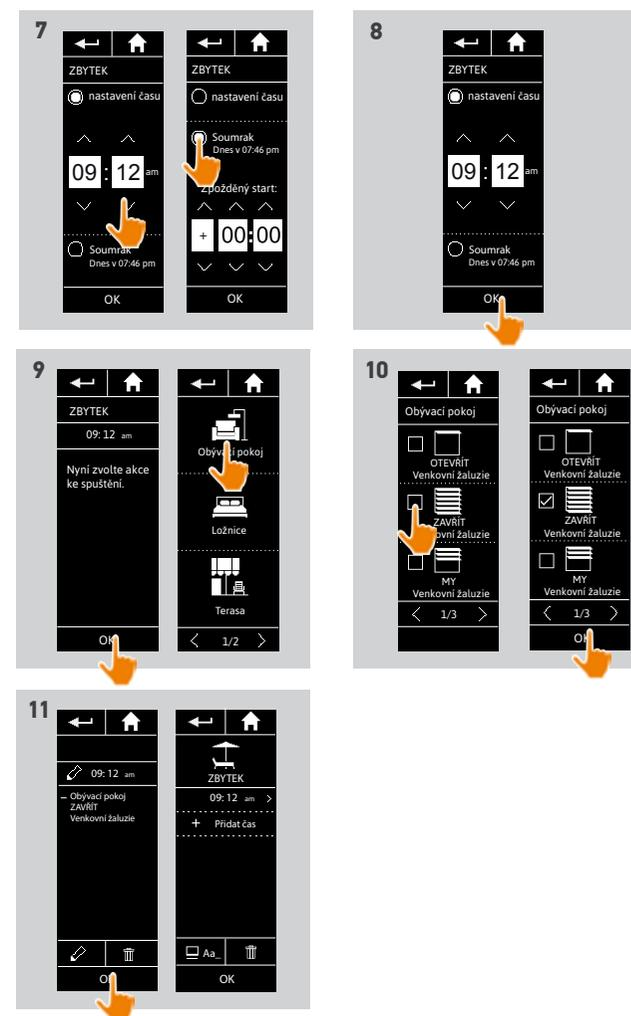 7
ZBYTEK
nastavení času
09 : 12 am
Soumrak
Dnes v 07:46 pm
OK
ZBYTEK
nastavení času
Soumrak
Dnes v 07:46 pm
Zpožděný start:
+ 00:00
OK
8
ZBYTEK
nastavení času
09 : 12 am
Soumrak
Dnes v 07:46 pm
OK
9
ZBYTEK
09: 12 am
Nyní zvolte akce
ke spuštění.
OK
Obývací pokoj
Ložnice
Terasa
1/2
10
Obývací pokoj
OTEVŘÍT
Venkovní žaluzie
ZAVŘÍT
Venkovní žaluzie
MY
Venkovní žaluzie
1/3
Obývací pokoj
OTEVŘÍT
Venkovní žaluzie
ZAVŘÍT
Venkovní žaluzie
MY
Venkovní žaluzie
1/3
OK
11
09: 12 am
– Obývací pokoj
ZAVŘÍT
Venkovní žaluzie
OK
ZBYTEK
09: 12 am >
+ Přidat čas
Aa_
OK